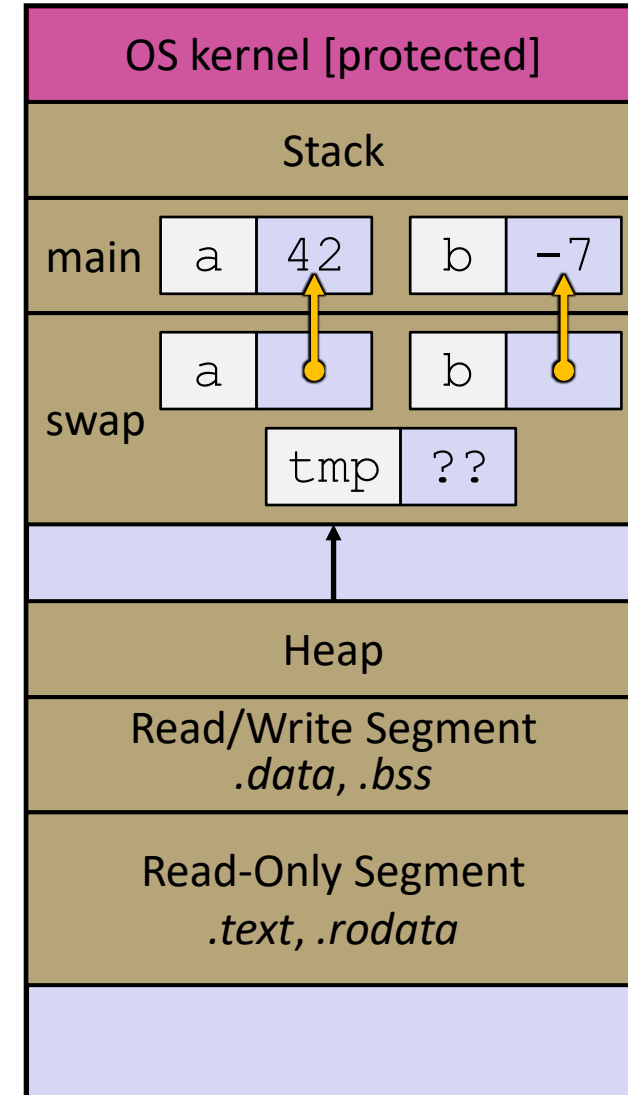 OS kernel [protected]
Stack
main a 42 b -7
swap a b
tmp ??
Heap
Read/Write Segment
.data, .bss
Read-Only Segment
.text, .rodata